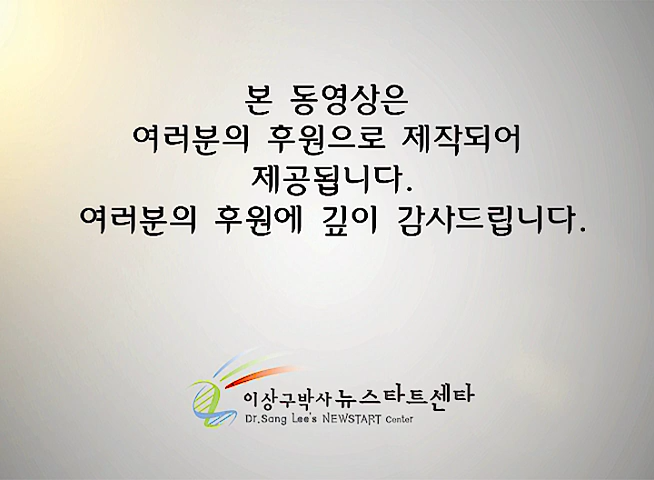 본 동영상은
여러분의 후원으로 제작되어
제공됩니다.
여러분의 후원에 깊이 감사드립니다.
이상구박사 뉴스타트센타
Dr.Sang Lee's NEWSTART Center